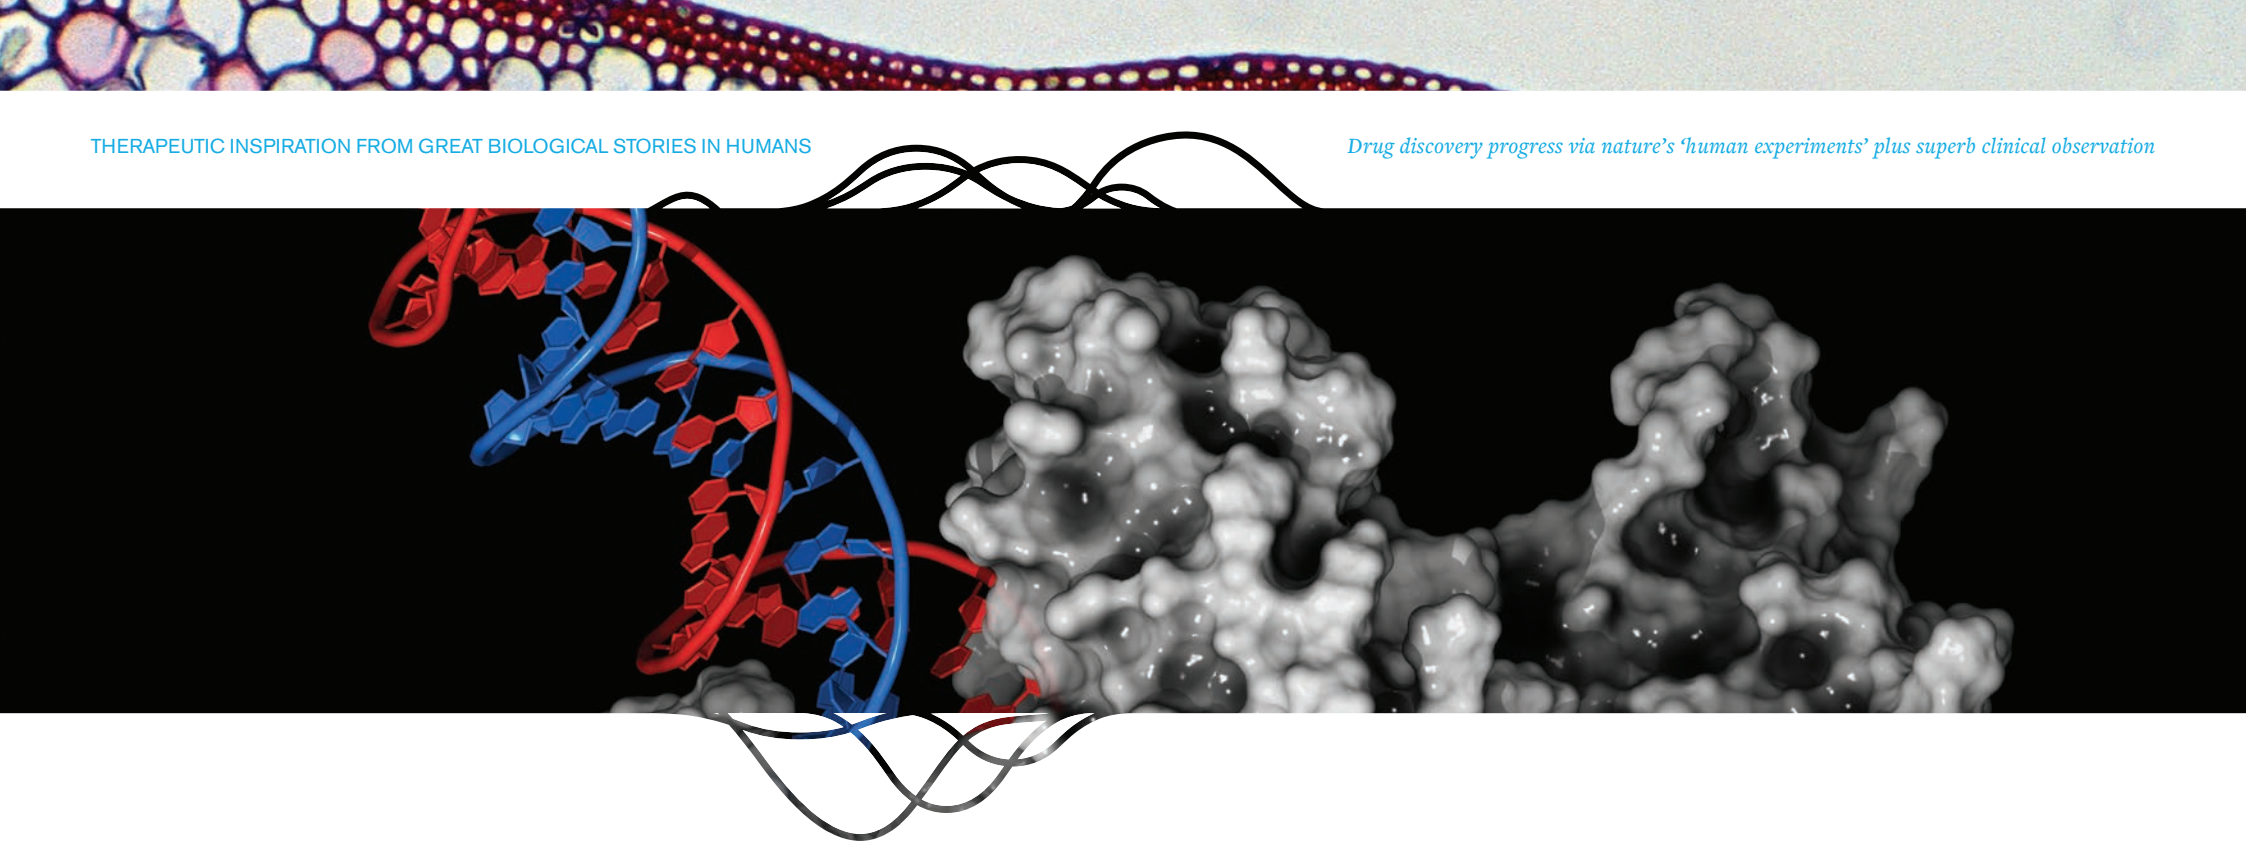 THERAPEUTIC INSPIRATION FROM GREAT BIOLOGICAL STORIES IN HUMANS
Drug discovery progress via nature’s ‘human experiments’ plus superb clinical observation